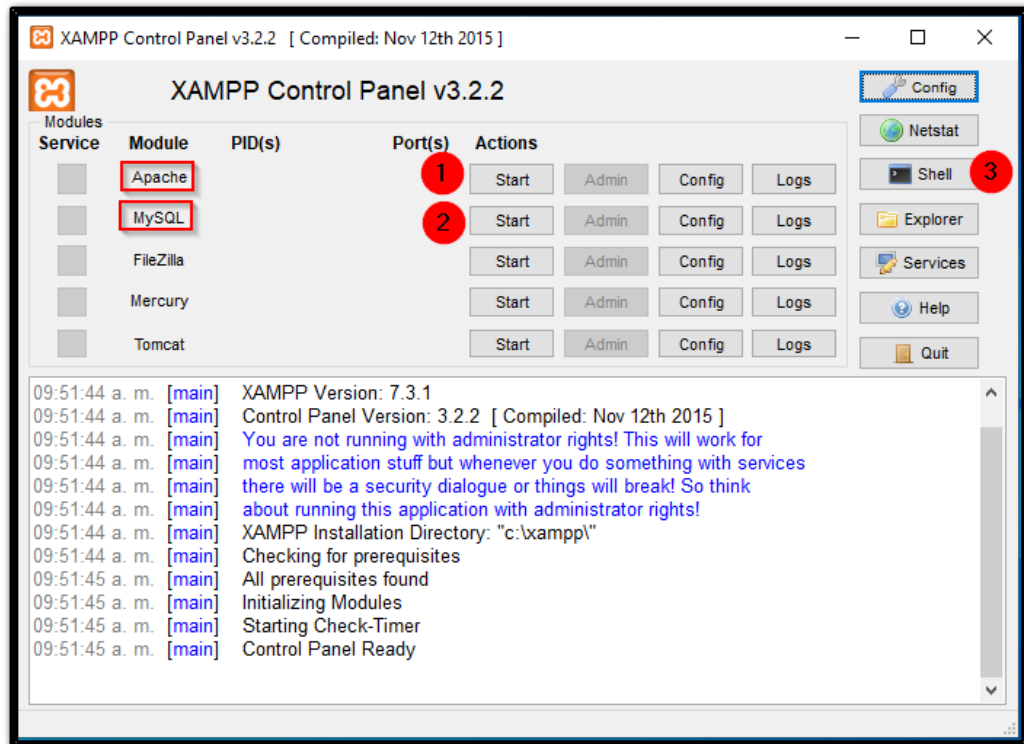 XAMPP Control Panel v3.2.2 [ Compiled: Nov 12th 2015 ]
XAMPP Control Panel v3.2.2
Config
Modules
Service Module PID(s) Port(s) Actions
Netstat
Apache 1 Start Admin Config Logs
Shell 3
MySQL 2 Start Admin Config Logs
Explorer
FileZilla Start Admin Config Logs
Services
Mercury Start Admin Config Logs
Help
Tomcat Start Admin Config Logs
Quit
09:51:44 a. m. [main] XAMPP Version: 7.3.1
09:51:44 a. m. [main] Control Panel Version: 3.2.2 [ Compiled: Nov 12th 2015 ]
09:51:44 a. m. [main] You are not running with administrator rights! This will work for
09:51:44 a. m. [main] most application stuff but whenever you do something with services
09:51:44 a. m. [main] there will be a security dialogue or things will break! So think
09:51:44 a. m. [main] about running this application with administrator rights!
09:51:44 a. m. [main] XAMPP Installation Directory: "c:\xampp\"
09:51:44 a. m. [main] Checking for prerequisites
09:51:45 a. m. [main] All prerequisites found
09:51:45 a. m. [main] Initializing Modules
09:51:45 a. m. [main] Starting Check-Timer
09:51:45 a. m. [main] Control Panel Ready